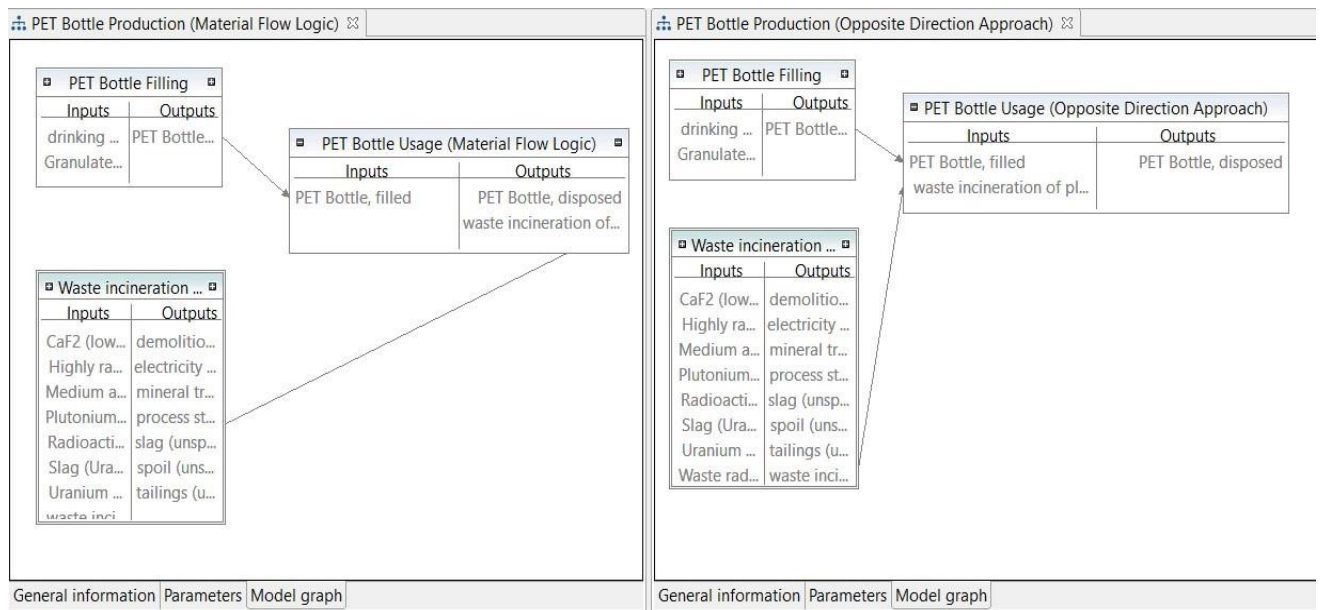 PET Bottle Production (Material Flow Logic)
PET Bottle Filling
Inputs Outputs
drinking ... PET Bottle...
Granulate...
PET Bottle Usage (Material Flow Logic)
Inputs Outputs
PET Bottle, filled PET Bottle, disposed
waste incineration of...
Waste incineration ...
Inputs Outputs
CaF2 (low... demolitio...
Highly ra... electricity ...
Medium a... mineral tr...
Plutonium... process st...
Radioacti... slag (unsp...
Slag (Ura... spoil (uns...
Uranium ... tailings (u...
waste inci
General information Parameters Model graph
PET Bottle Production (Opposite Direction Approach)
PET Bottle Filling
Inputs Outputs
drinking ... PET Bottle...
Granulate...
PET Bottle Usage (Opposite Direction Approach)
Inputs Outputs
PET Bottle, filled PET Bottle, disposed
waste incineration of pl...
Waste incineration ...
Inputs Outputs
CaF2 (low... demolitio...
Highly ra... electricity ...
Medium a... mineral tr...
Plutonium... process st...
Radioacti... slag (unsp...
Slag (Ura... spoil (uns...
Uranium ... tailings (u...
Waste rad... waste inci...
General information Parameters Model graph